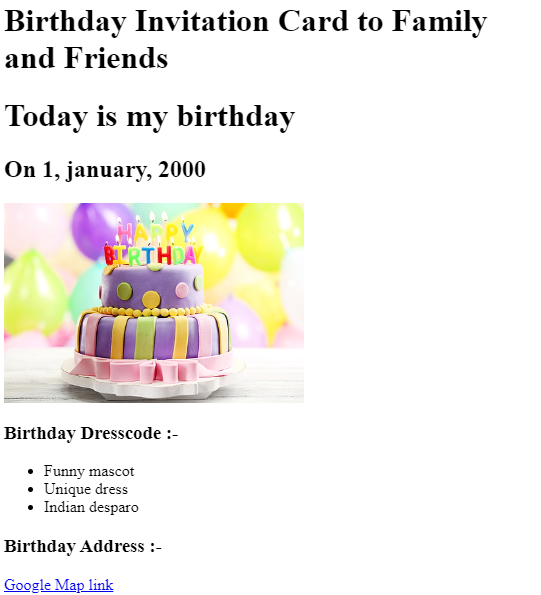 Birthday Invitation Card to Family
and Friends
Today is my birthday
On 1, january, 2000
HAPPY
BIRTHDAY
Birthday Dresscode :-
Funny mascot
Unique dress
Indian desparo
Birthday Address :-
Google Map link